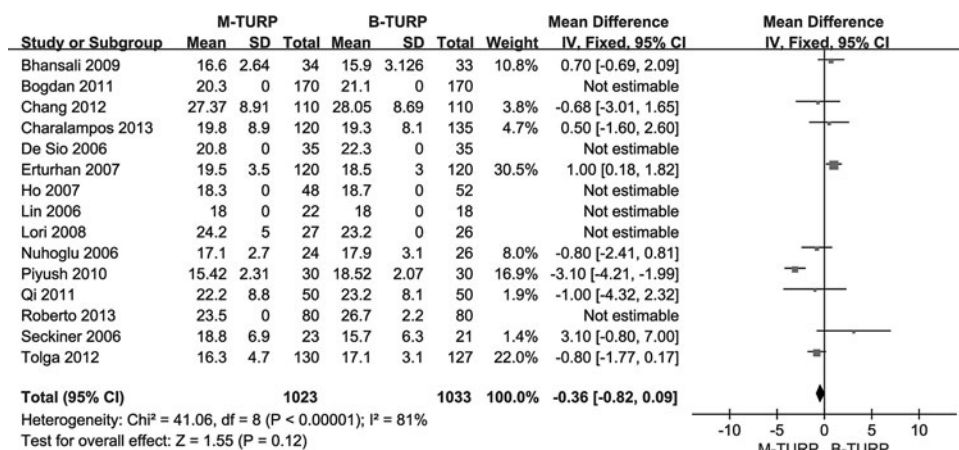 M-TURP B-TURP Mean Difference Mean Difference
Study or Subgroup Mean SD Total Mean SD Total Weight IV, Fixed, 95% CI IV, Fixed, 95% CI
Bhansali 2009 16.6 2.64 34 15.9 3.126 33 10.8% 0.70 [-0.69, 2.09]
Bogdan 2011 20.3 0 170 21.1 0 170 Not estimable
Chang 2012 27.37 8.91 110 28.05 8.69 110 3.8% -0.68 [-3.01, 1.65]
Charalampos 2013 19.8 8.9 120 19.3 8.1 135 4.7% 0.50 [-1.60, 2.60]
De Sio 2006 20.8 0 35 22.3 0 35 Not estimable
Erturhan 2007 19.5 3.5 120 18.5 3 120 30.5% 1.00 [0.18, 1.82]
Ho 2007 18.3 0 48 18.7 0 52 Not estimable
Lin 2006 18 0 22 18 0 18 Not estimable
Lori 2008 24.2 5 27 23.2 0 26 Not estimable
Nuhoglu 2006 17.1 2.7 24 17.9 3.1 26 8.0% -0.80 [-2.41, 0.81]
Piyush 2010 15.42 2.31 30 18.52 2.07 30 16.9% -3.10 [-4.21, -1.99]
Qi 2011 22.2 8.8 50 23.2 8.1 50 1.9% -1.00 [-4.32, 2.32]
Roberto 2013 23.5 0 80 26.7 2.2 80 Not estimable
Seckiner 2006 18.8 6.9 23 15.7 6.3 21 1.4% 3.10 [-0.80, 7.00]
Tolga 2012 16.3 4.7 130 17.1 3.1 127 22.0% -0.80 [-1.77, 0.17]
Total (95% CI) 1023 1033 100.0% -0.36 [-0.82, 0.09]
Heterogeneity: Chi² = 41.06, df = 8 (P < 0.00001); I² = 81%
Test for overall effect: Z = 1.55 (P = 0.12)
-10 -5 0 5 10
M-TURP B-TURP